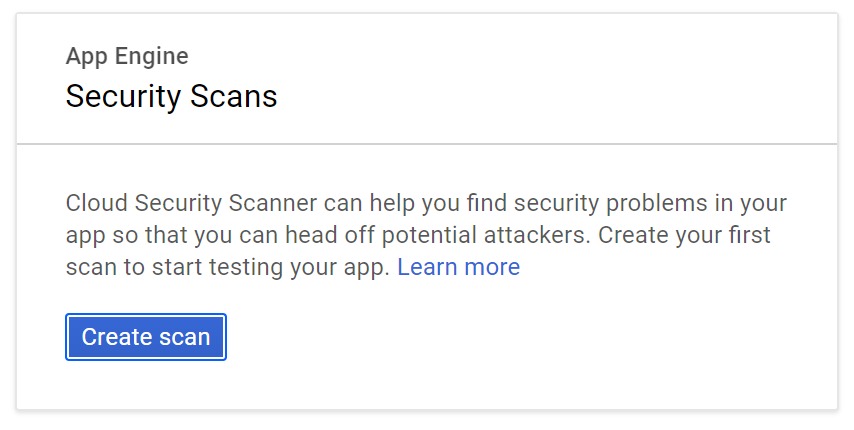 App Engine
Security Scans
Cloud Security Scanner can help you find security problems in your
app so that you can head off potential attackers. Create your first
scan to start testing your app. Learn more
Create scan